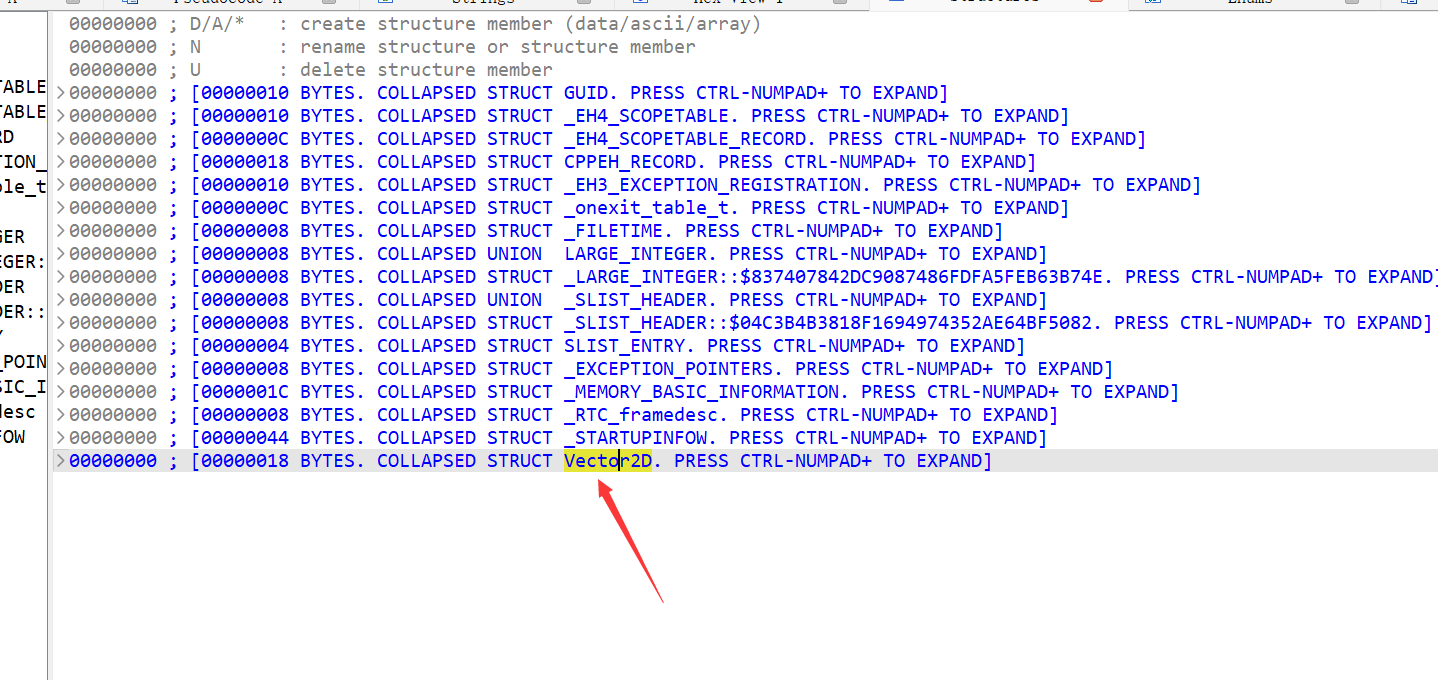 Pseudocode-A Strings Hex View-1 Structures Enums
00000000 ; D/A/* : create structure member (data/ascii/array)
00000000 ; N : rename structure or structure member
00000000 ; U : delete structure member
TABLE >00000000 ; [00000010 BYTES. COLLAPSED STRUCT GUID. PRESS CTRL-NUMPAD+ TO EXPAND]
TABLE >00000000 ; [00000010 BYTES. COLLAPSED STRUCT _EH4_SCOPETABLE. PRESS CTRL-NUMPAD+ TO EXPAND]
RD >00000000 ; [0000000C BYTES. COLLAPSED STRUCT _EH4_SCOPETABLE_RECORD. PRESS CTRL-NUMPAD+ TO EXPAND]
TION_ >00000000 ; [00000018 BYTES. COLLAPSED STRUCT CPPEH_RECORD. PRESS CTRL-NUMPAD+ TO EXPAND]
ble_t >00000000 ; [00000010 BYTES. COLLAPSED STRUCT _EH3_EXCEPTION_REGISTRATION. PRESS CTRL-NUMPAD+ TO EXPAND]
>00000000 ; [0000000C BYTES. COLLAPSED STRUCT _onexit_table_t. PRESS CTRL-NUMPAD+ TO EXPAND]
GER >00000000 ; [00000008 BYTES. COLLAPSED STRUCT _FILETIME. PRESS CTRL-NUMPAD+ TO EXPAND]
EGER: >00000000 ; [00000008 BYTES. COLLAPSED UNION LARGE_INTEGER. PRESS CTRL-NUMPAD+ TO EXPAND]
DER >00000000 ; [00000008 BYTES. COLLAPSED STRUCT _LARGE_INTEGER::$837407842DC9087486FDFA5FEB63B74E. PRESS CTRL-NUMPAD+ TO EXPAND]
DER:: >00000000 ; [00000008 BYTES. COLLAPSED UNION _SLIST_HEADER. PRESS CTRL-NUMPAD+ TO EXPAND]
>00000000 ; [00000008 BYTES. COLLAPSED STRUCT _SLIST_HEADER::$04C3B4B3818F1694974352AE64BF5082. PRESS CTRL-NUMPAD+ TO EXPAND]
>00000000 ; [00000004 BYTES. COLLAPSED STRUCT SLIST_ENTRY. PRESS CTRL-NUMPAD+ TO EXPAND]
_POIN >00000000 ; [00000008 BYTES. COLLAPSED STRUCT _EXCEPTION_POINTERS. PRESS CTRL-NUMPAD+ TO EXPAND]
SIC_I >00000000 ; [0000001C BYTES. COLLAPSED STRUCT _MEMORY_BASIC_INFORMATION. PRESS CTRL-NUMPAD+ TO EXPAND]
desc >00000000 ; [00000008 BYTES. COLLAPSED STRUCT _RTC_framedesc. PRESS CTRL-NUMPAD+ TO EXPAND]
FOW >00000000 ; [00000044 BYTES. COLLAPSED STRUCT _STARTUPINFOW. PRESS CTRL-NUMPAD+ TO EXPAND]
>00000000 ; [00000018 BYTES. COLLAPSED STRUCT Vector2D. PRESS CTRL-NUMPAD+ TO EXPAND]